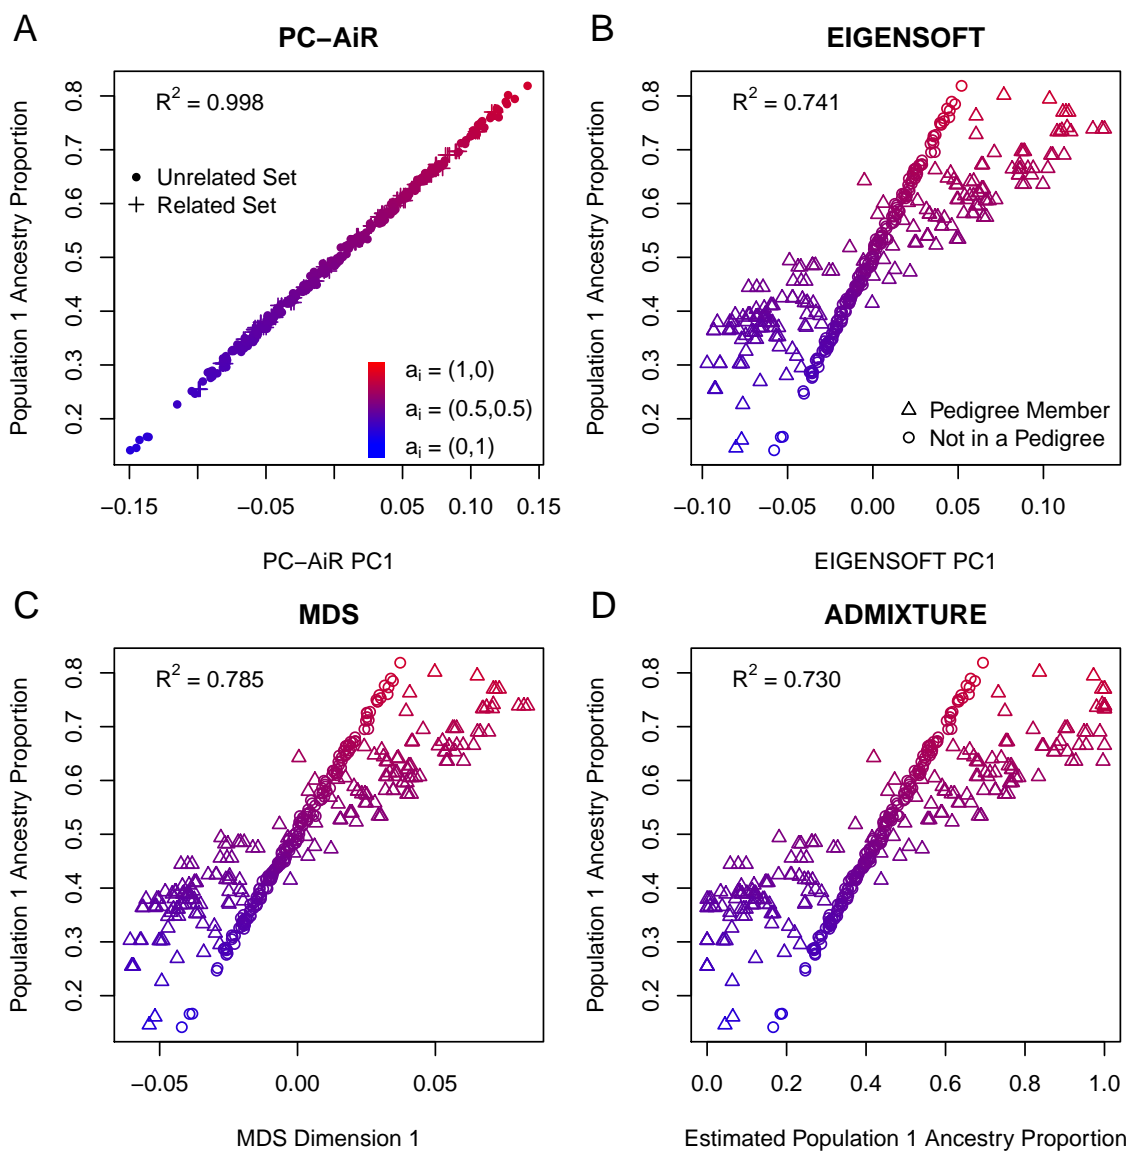 A
PC−AiR
R2 = 0.998
Unrelated Set
Related Set
ai = (1,0)
ai = (0.5,0.5)
ai = (0,1)
Population 1 Ancestry Proportion
0.2
0.3
0.4
0.5
0.6
0.7
0.8
−0.15
−0.05
0.05
0.10
0.15
PC−AiR PC1
B
EIGENSOFT
R2 = 0.741
Pedigree Member
Not in a Pedigree
Population 1 Ancestry Proportion
0.2
0.3
0.4
0.5
0.6
0.7
0.8
−0.10
−0.05
0.00
0.05
0.10
EIGENSOFT PC1
C
MDS
R2 = 0.785
Population 1 Ancestry Proportion
0.2
0.3
0.4
0.5
0.6
0.7
0.8
−0.05
0.00
0.05
MDS Dimension 1
D
ADMIXTURE
R2 = 0.730
Population 1 Ancestry Proportion
0.2
0.3
0.4
0.5
0.6
0.7
0.8
0.0
0.2
0.4
0.6
0.8
1.0
Estimated Population 1 Ancestry Proportion